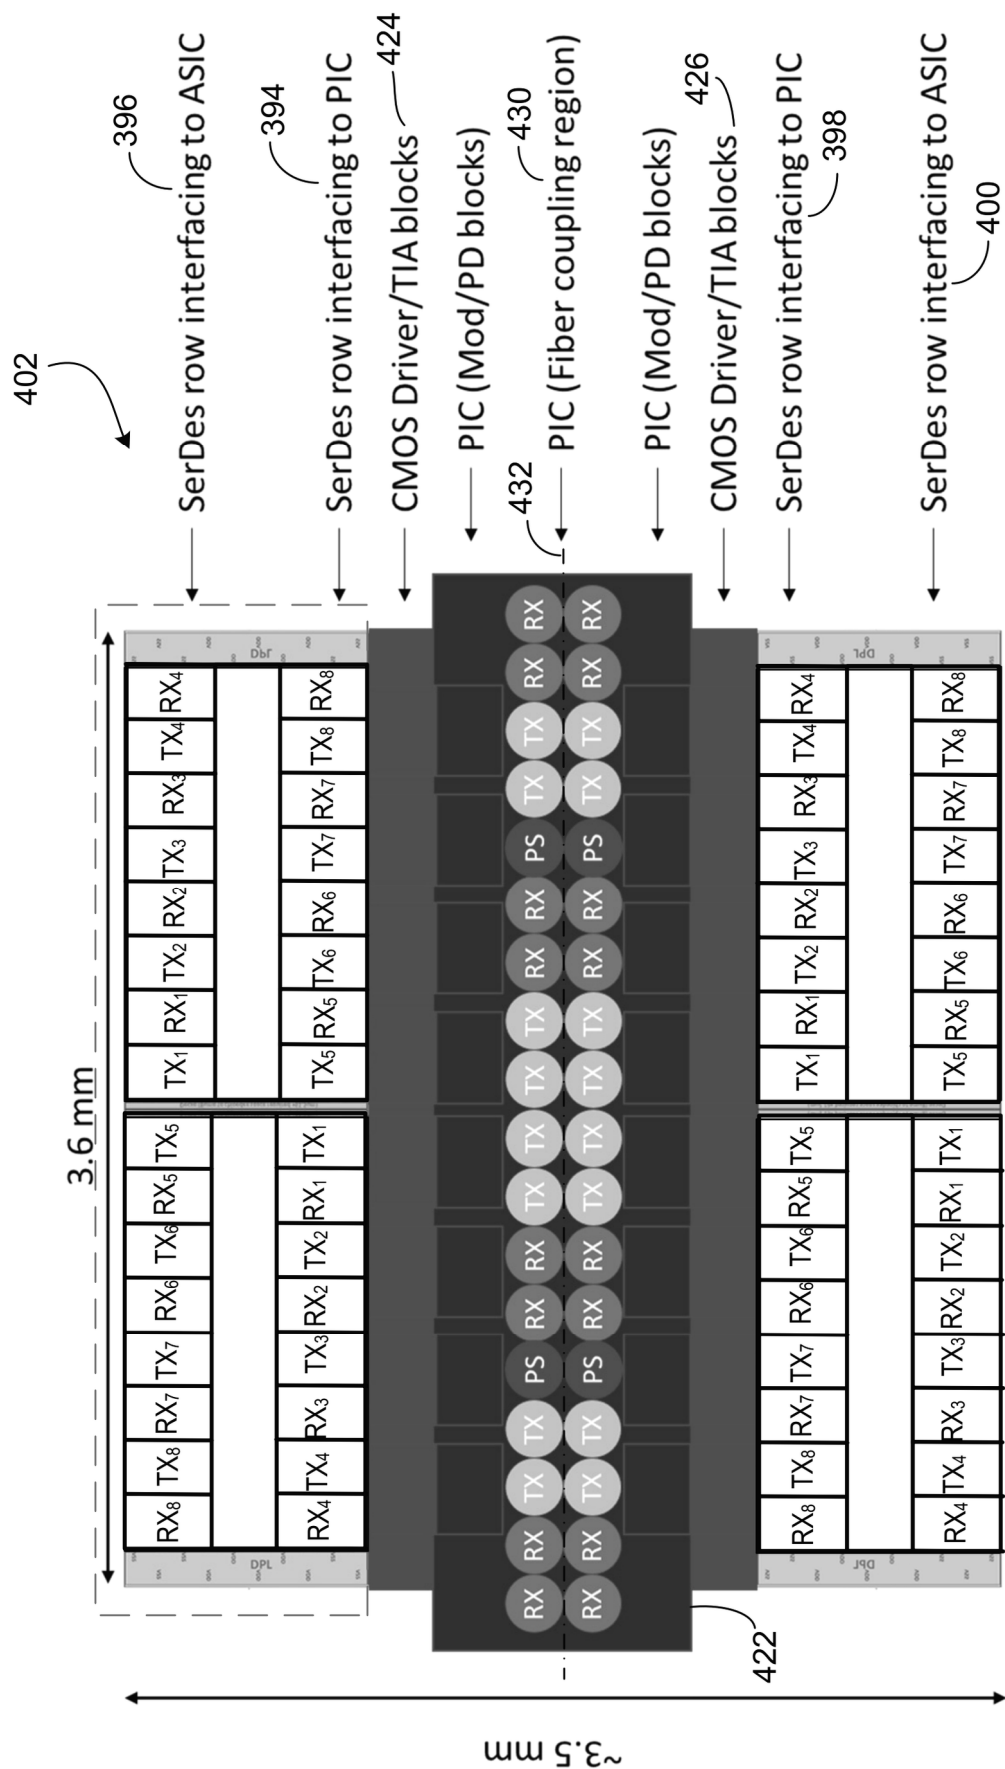 402
3.6 mm
396
RX8 TX8 RX7 TX7 RX6 TX6 RX5 TX5 TX1 RX1 TX2 RX2 TX3 RX3 TX4 RX4 SerDes row interfacing to ASIC
394
RX4 TX4 RX3 TX3 RX2 TX2 RX1 TX1 TX5 RX5 TX6 RX6 TX7 RX7 TX8 RX8 SerDes row interfacing to PIC
424
CMOS Driver/TIA blocks
PIC (Mod/PD blocks)
432 430
RX RX TX TX PS RX RX TX TX TX TX RX RX PS TX TX RX RX
PIC (Fiber coupling region)
RX RX TX TX PS RX RX TX TX TX TX RX RX PS TX TX RX RX
~3.5 mm
PIC (Mod/PD blocks)
426
CMOS Driver/TIA blocks
422
RX8 TX8 RX7 TX7 RX6 TX6 RX5 TX5 TX1 RX1 TX2 RX2 TX3 RX3 TX4 RX4 SerDes row interfacing to PIC
398
RX4 TX4 RX3 TX3 RX2 TX2 RX1 TX1 TX5 RX5 TX6 RX6 TX7 RX7 TX8 RX8 SerDes row interfacing to ASIC
400